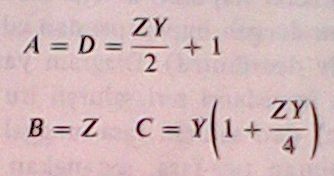 A = D = ZY/2 + 1
B = Z C = Y(1 + ZY/4)